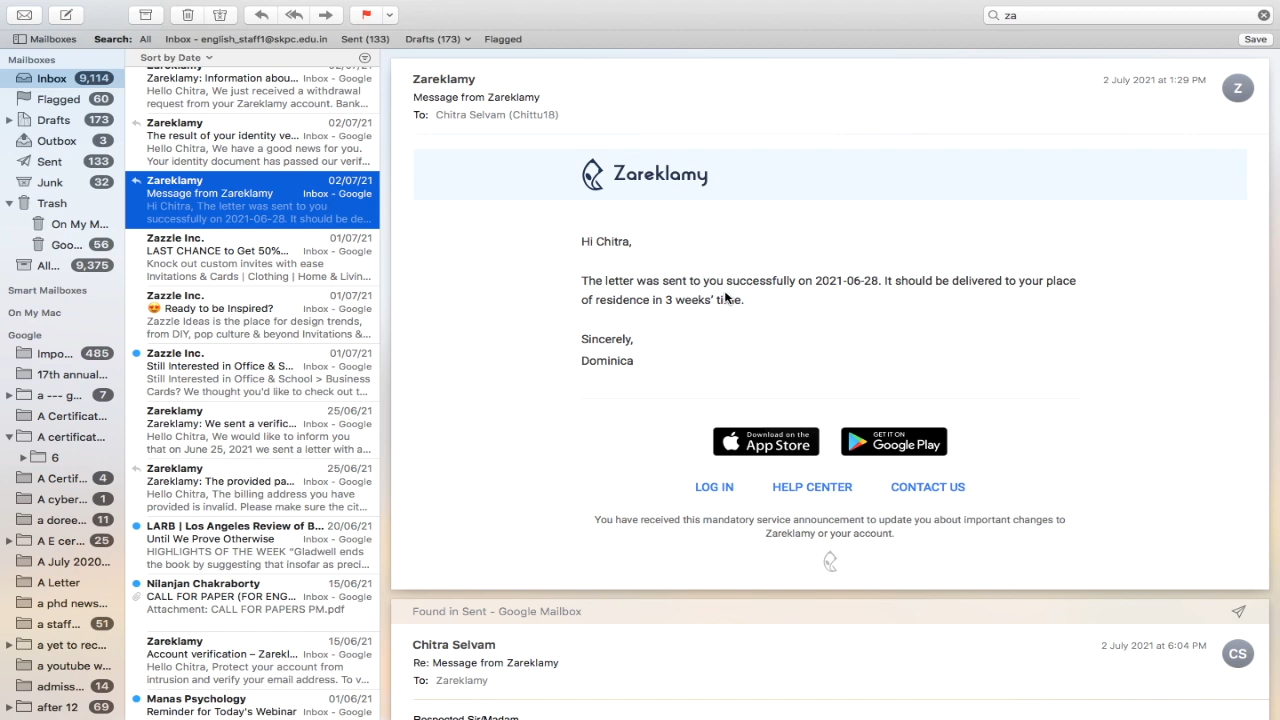 za
Mailboxes Search: All Inbox - english_staff1@skpc.edu.in Sent (133) Drafts (173) Flagged Save
Mailboxes
Inbox 9,114
Flagged 60
Drafts 173
Outbox 3
Sent 133
Junk 32
Trash
On My M...
Goo... 56
All... 9,375
Smart Mailboxes
On My Mac
Google
Impo... 485
17th annual...
a --- g... 7
A Certificat...
A certificat...
6
A Certif... 4
A cyber... 1
a doree... 11
A E cer... 25
A July 2020...
A Letter
a phd news...
a staff... 51
a yet to rec...
a youtube w...
admiss... 14
after 12 69
Sort by Date
Zareklamy 02/07/21
Zareklamy: Information abou... Inbox - Google
Hello Chitra, We just received a withdrawal
request from your Zareklamy account. Bank...
Zareklamy 02/07/21
The result of your identity ve... Inbox - Google
Hello Chitra, We have a good news for you.
Your identity document has passed our verif...
Zareklamy 02/07/21
Message from Zareklamy Inbox - Google
Hi Chitra, The letter was sent to you
successfully on 2021-06-28. It should be de...
Zazzle Inc. 01/07/21
LAST CHANCE to Get 50%... Inbox - Google
Knock out custom invites with ease
Invitations & Cards | Clothing | Home & Livin...
Zazzle Inc. 01/07/21
😍 Ready to be Inspired? Inbox - Google
Zazzle Ideas is the place for design trends,
from DIY, pop culture & beyond Invitations &...
Zazzle Inc. 01/07/21
Still Interested in Office & S... Inbox - Google
Still Interested in Office & School > Business
Cards? We thought you'd like to check out t...
Zareklamy 25/06/21
Zareklamy: We sent a verific... Inbox - Google
Hello Chitra, We would like to inform you
that on June 25, 2021 we sent a letter with a...
Zareklamy 25/06/21
Zareklamy: The provided pa... Inbox - Google
Hello Chitra, The billing address you have
provided is invalid. Please make sure the cit...
LARB | Los Angeles Review of B... 20/06/21
Until We Prove Otherwise Inbox - Google
HIGHLIGHTS OF THE WEEK “Gladwell ends
the book by suggesting that insofar as preci...
Nilanjan Chakraborty 15/06/21
CALL FOR PAPER (FOR ENG... Inbox - Google
Attachment: CALL FOR PAPERS PM.pdf
Zareklamy 15/06/21
Account verification – Zarekl... Inbox - Google
Hello Chitra, Protect your account from
intrusion and verify your email address. To v...
Manas Psychology 01/06/21
Reminder for Today's Webinar Inbox - Google
Zareklamy 2 July 2021 at 1:29 PM Z
Message from Zareklamy
To: Chitra Selvam (Chittu18)
Zareklamy
Hi Chitra,
The letter was sent to you successfully on 2021-06-28. It should be delivered to your place
of residence in 3 weeks’ time.
Sincerely,
Dominica
Download on the
App Store
GET IT ON
Google Play
LOG IN HELP CENTER CONTACT US
You have received this mandatory service announcement to update you about important changes to
Zareklamy or your account.
Found in Sent - Google Mailbox
Chitra Selvam 2 July 2021 at 6:04 PM CS
Re: Message from Zareklamy
To: Zareklamy
Respected Sir/Madam